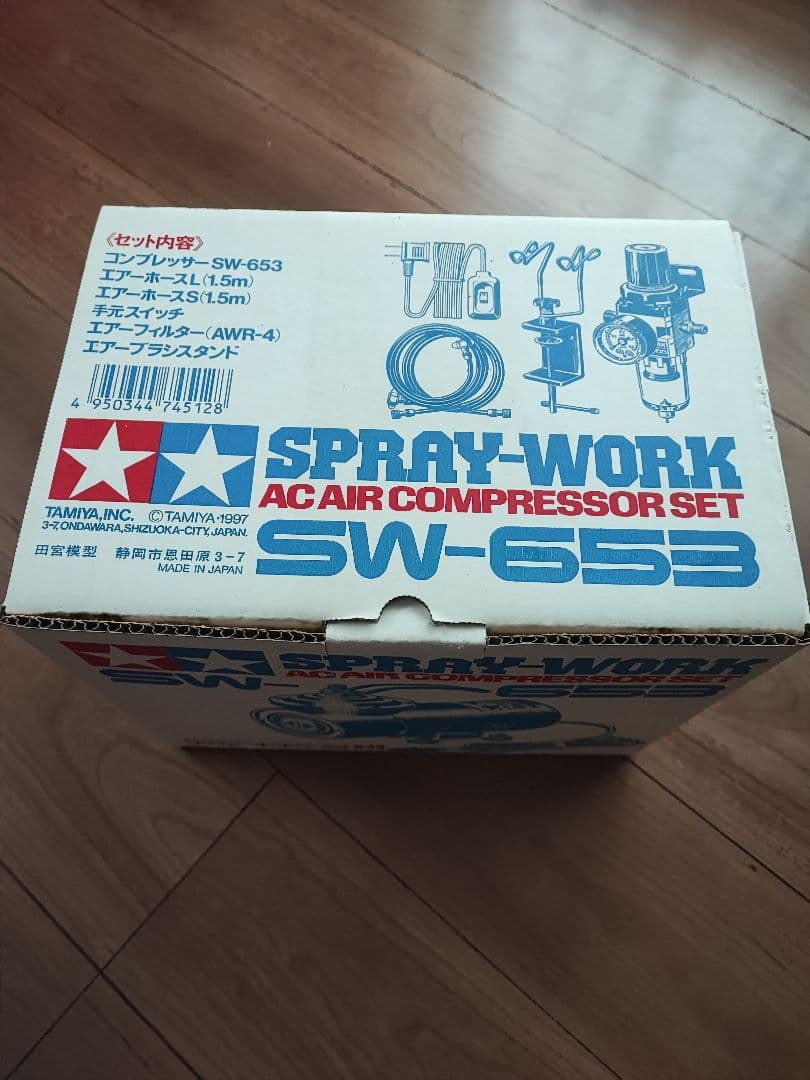 《セット内容》
コンプレッサー SW-653
エアーホースL(1.5m)
エアーホースS(1.5m)
手元スイッチ
エアーフィルター(AWR-4)
エアーブラシスタンド
4 950344 745128
SPRAY-WORK
AC AIR COMPRESSOR SET
SW-653
TAMIYA, INC. © TAMIYA・1997
3-7, ONDAWARA, SHIZUOKA-CITY, JAPAN.
田宮模型 静岡市恩田原3-7
MADE IN JAPAN
SPRAY-WORK
AC AIR COMPRESSOR SET
SW-653